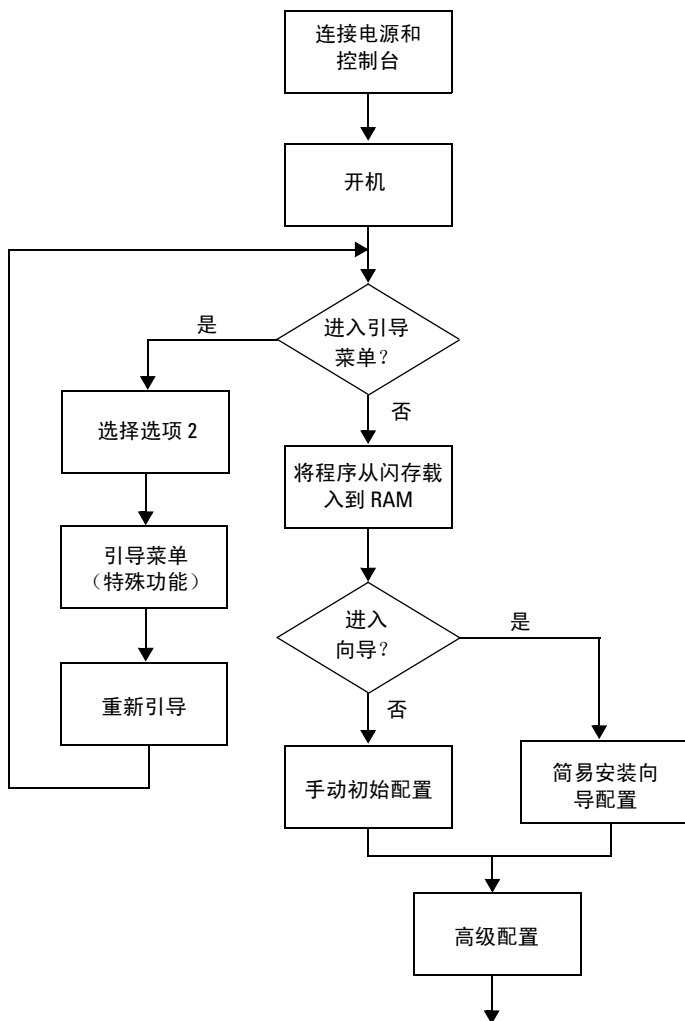 连接电源和
控制台
开机
进入引导
菜单？
是
否
选择选项 2
将程序从闪存载
入到 RAM
引导菜单
（特殊功能）
进入
向导？
是
否
重新引导
手动初始配置
简易安装向
导配置
高级配置